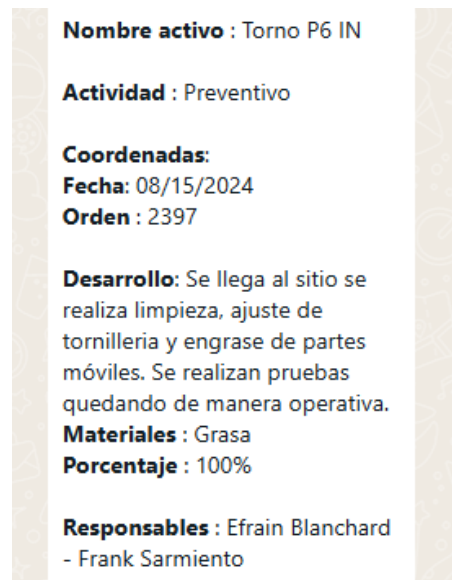 Nombre activo : Torno P6 IN
Actividad : Preventivo
Coordenadas:
Fecha: 08/15/2024
Orden : 2397
Desarrollo: Se llega al sitio se
realiza limpieza, ajuste de
tornilleria y engrase de partes
móviles. Se realizan pruebas
quedando de manera operativa.
Materiales : Grasa
Porcentaje : 100%
Responsables : Efrain Blanchard
- Frank Sarmiento